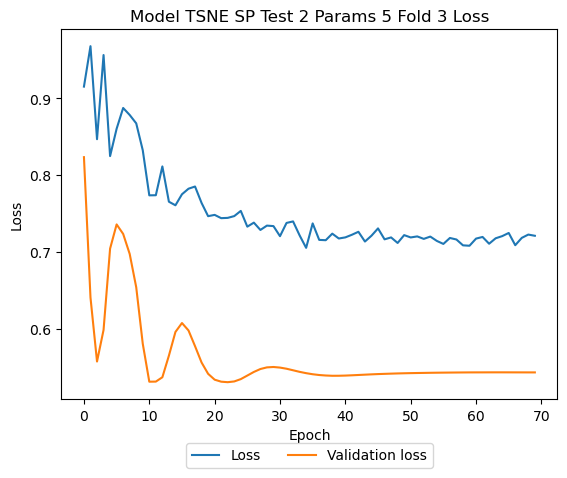 Model TSNE SP Test 2 Params 5 Fold 3 Loss
Loss
0.9
0.8
0.7
0.6
0 10 20 30 40 50 60 70
Epoch
Loss Validation loss